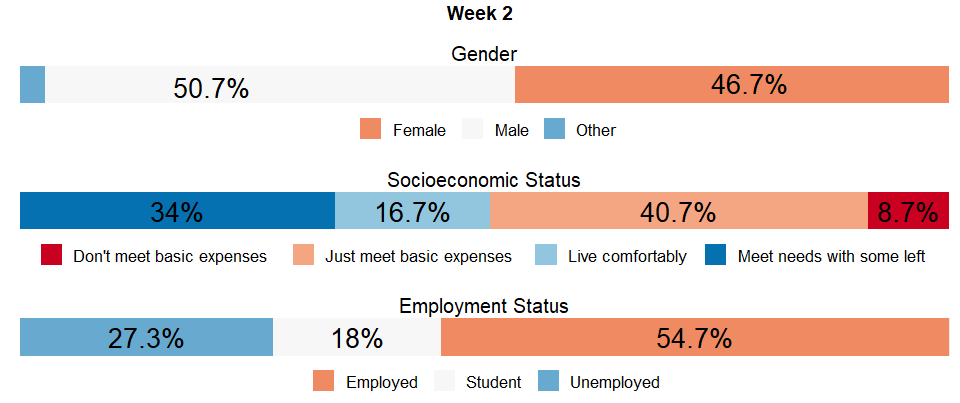 Week 2
Gender
50.7% 46.7%
Female Male Other
Socioeconomic Status
34% 16.7% 40.7% 8.7%
Don't meet basic expenses Just meet basic expenses Live comfortably Meet needs with some left
Employment Status
27.3% 18% 54.7%
Employed Student Unemployed